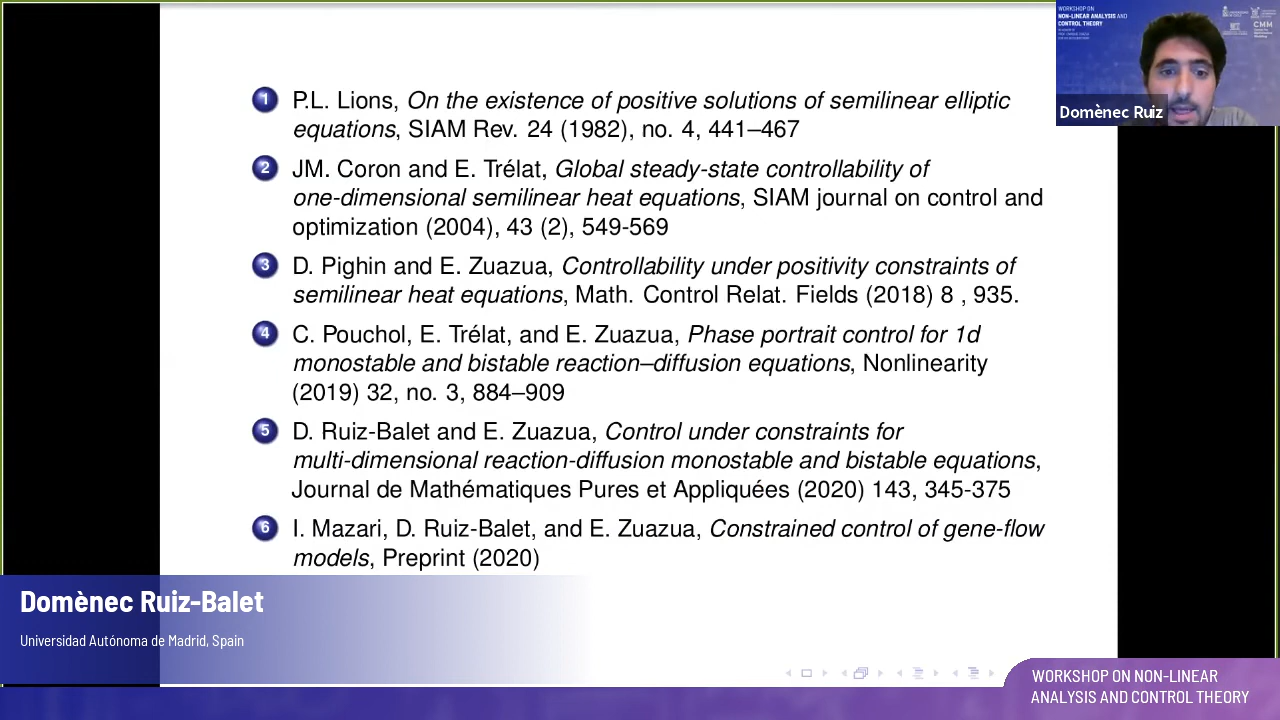 WORKSHOP ON
NON-LINEAR ANALYSIS AND
CONTROL THEORY
CMM
Domènec Ruiz
1 P.L. Lions, On the existence of positive solutions of semilinear elliptic
equations, SIAM Rev. 24 (1982), no. 4, 441–467
2 JM. Coron and E. Trélat, Global steady-state controllability of
one-dimensional semilinear heat equations, SIAM journal on control and
optimization (2004), 43 (2), 549-569
3 D. Pighin and E. Zuazua, Controllability under positivity constraints of
semilinear heat equations, Math. Control Relat. Fields (2018) 8 , 935.
4 C. Pouchol, E. Trélat, and E. Zuazua, Phase portrait control for 1d
monostable and bistable reaction–diffusion equations, Nonlinearity
(2019) 32, no. 3, 884–909
5 D. Ruiz-Balet and E. Zuazua, Control under constraints for
multi-dimensional reaction-diffusion monostable and bistable equations,
Journal de Mathématiques Pures et Appliquées (2020) 143, 345-375
6 I. Mazari, D. Ruiz-Balet, and E. Zuazua, Constrained control of gene-flow
models, Preprint (2020)
Domènec Ruiz-Balet
Universidad Autónoma de Madrid, Spain
WORKSHOP ON NON-LINEAR
ANALYSIS AND CONTROL THEORY